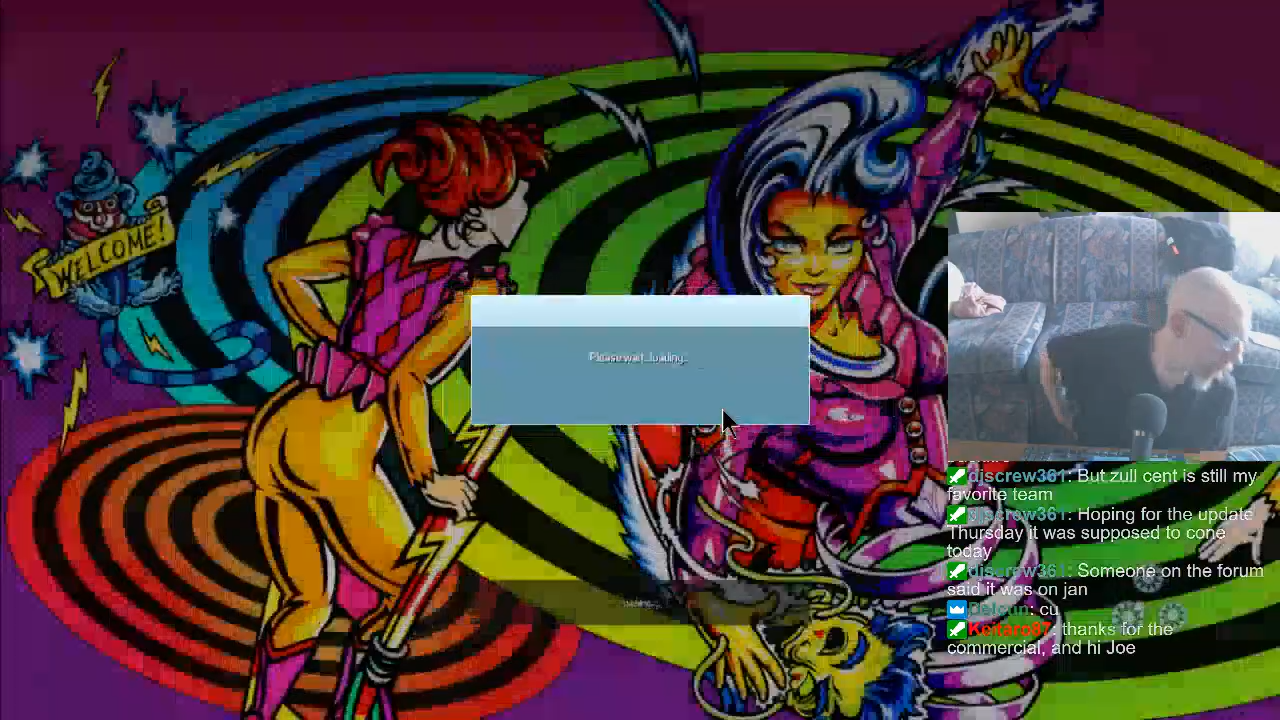 WELCOME!
Please wait...loading...
discrew361: But zull cent is still my
favorite team
discrew361: Hoping for the update
Thursday it was supposed to cone
today
discrew361: Someone on the forum
said it was on jan
cu
Keitaro87: thanks for the
commercial, and hi Joe